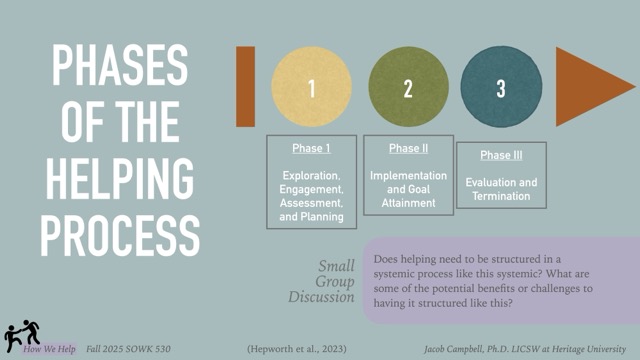 PHASES
OF THE
HELPING
PROCESS
1
2
3
Phase 1
Exploration,
Engagement,
Assessment,
and Planning
Phase II
Implementation
and Goal
Attainment
Phase III
Evaluation and
Termination
Small
Group
Discussion
Does helping need to be structured in a
systemic process like this systemic? What are
some of the potential benefits or challenges to
having it structured like this?
How We Help
Fall 2025 SOWK 530
(Hepworth et al., 2023)
Jacob Campbell, Ph.D. LICSW at Heritage University